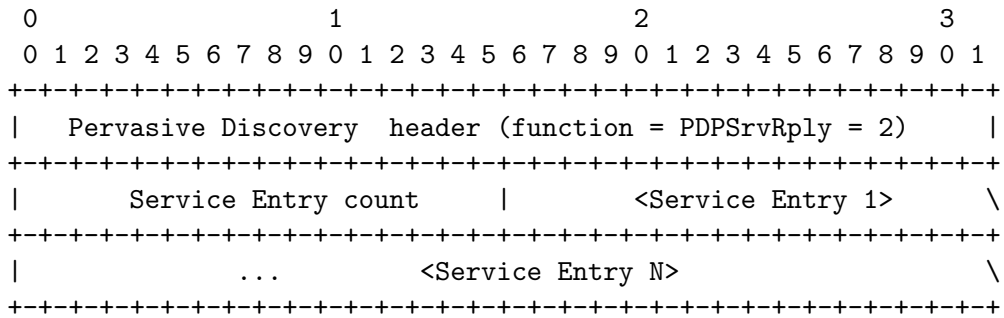 0                   1                   2                   3
 0 1 2 3 4 5 6 7 8 9 0 1 2 3 4 5 6 7 8 9 0 1 2 3 4 5 6 7 8 9 0 1
+-+-+-+-+-+-+-+-+-+-+-+-+-+-+-+-+-+-+-+-+-+-+-+-+-+-+-+-+-+-+-+-+
|   Pervasive Discovery  header (function = PDPSrvRply = 2)     |
+-+-+-+-+-+-+-+-+-+-+-+-+-+-+-+-+-+-+-+-+-+-+-+-+-+-+-+-+-+-+-+-+
|       Service Entry count     |        <Service Entry 1>      \
+-+-+-+-+-+-+-+-+-+-+-+-+-+-+-+-+-+-+-+-+-+-+-+-+-+-+-+-+-+-+-+-+
|              ...         <Service Entry N>                    \
+-+-+-+-+-+-+-+-+-+-+-+-+-+-+-+-+-+-+-+-+-+-+-+-+-+-+-+-+-+-+-+-+